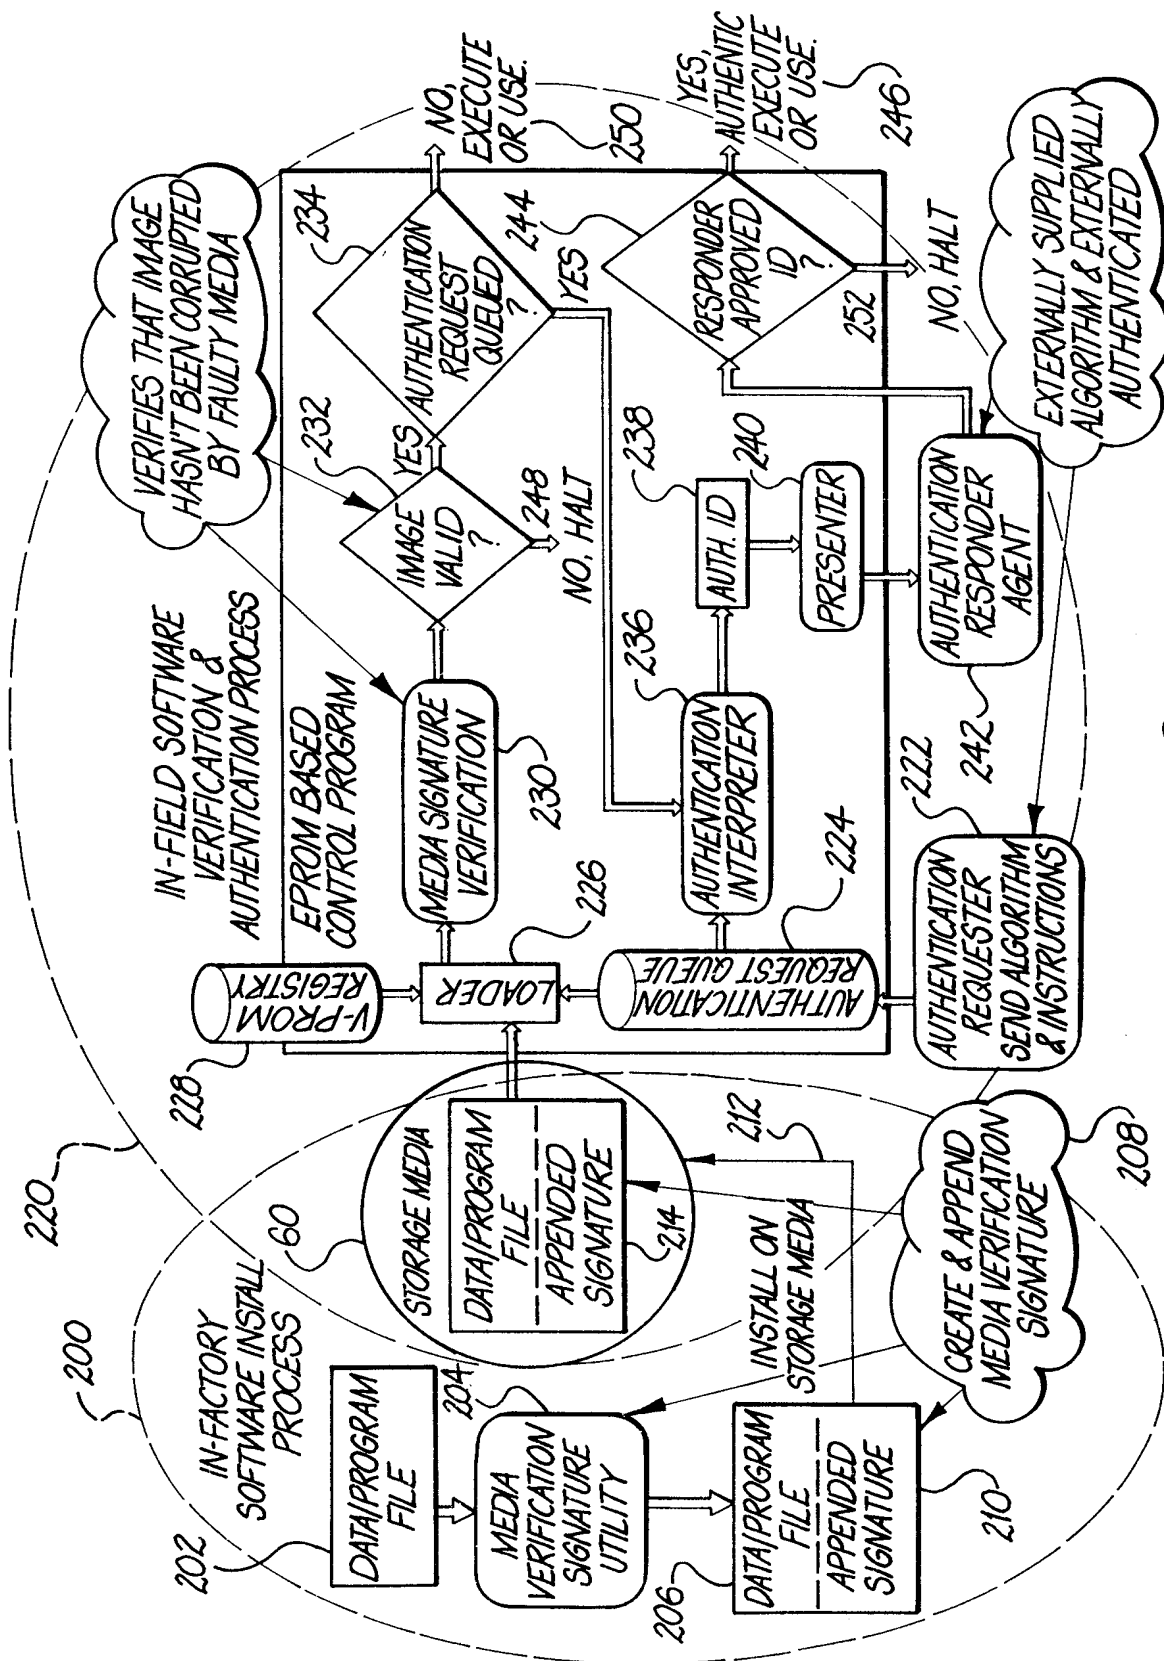 200
IN-FACTORY
SOFTWARE INSTALL
PROCESS
202
DATA/PROGRAM
FILE
204
MEDIA
VERIFICATION
SIGNATURE
UTILITY
206
DATA/PROGRAM
FILE
APPENDED
SIGNATURE
210
INSTALL ON
STORAGE MEDIA
212
CREATE & APPEND
MEDIA VERIFICATION
SIGNATURE
208
60
STORAGE MEDIA
DATA/PROGRAM
FILE
APPENDED
SIGNATURE
214
220
IN-FIELD SOFTWARE
VERIFICATION &
AUTHENTICATION PROCESS
228
V-PROM
REGISTRY
EPROM BASED
CONTROL PROGRAM
LOADER
226
AUTHENTICATION
REQUEST QUEUE
224
AUTHENTICATION
REQUESTER
SEND ALGORITHM
& INSTRUCTIONS
222
MEDIA SIGNATURE
VERIFICATION
230
VERIFIES THAT IMAGE
HASN'T BEEN CORRUPTED
BY FAULTY MEDIA
232
IMAGE
VALID
?
YES
248
NO, HALT
234
AUTHENTICATION
REQUEST
QUEUED
?
YES
NO,
EXECUTE
OR USE.
250
236
AUTHENTICATION
INTERPRETER
238
AUTH. ID
240
PRESENTER
242
AUTHENTICATION
RESPONDER
AGENT
244
RESPONDER
APPROVED
ID
?
YES,
AUTHENTIC
EXECUTE
OR USE.
246
252
NO, HALT
EXTERNALLY SUPPLIED
ALGORITHM & EXTERNALLY
AUTHENTICATED